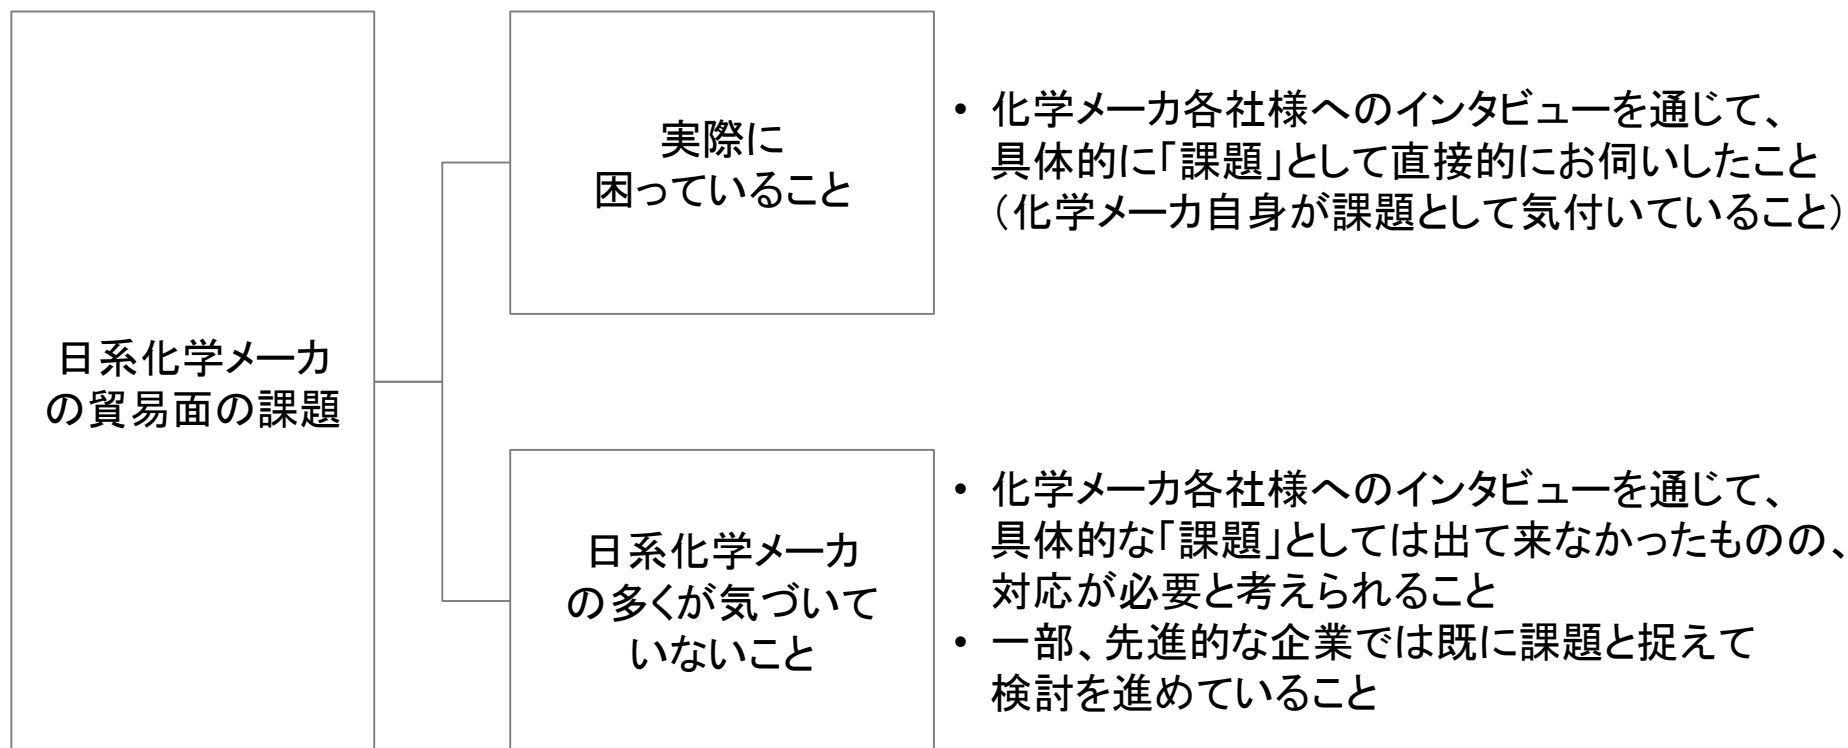 日系化学メーカ
の貿易面の課題
実際に
困っていること
• 化学メーカ各社様へのインタビューを通じて、
具体的に「課題」として直接的にお伺いしたこと
（化学メーカ自身が課題として気付いていること）
日系化学メーカ
の多くが気づいて
いないこと
• 化学メーカ各社様へのインタビューを通じて、
具体的な「課題」としては出て来なかったものの、
対応が必要と考えられること
• 一部、先進的な企業では既に課題と捉えて
検討を進めていること